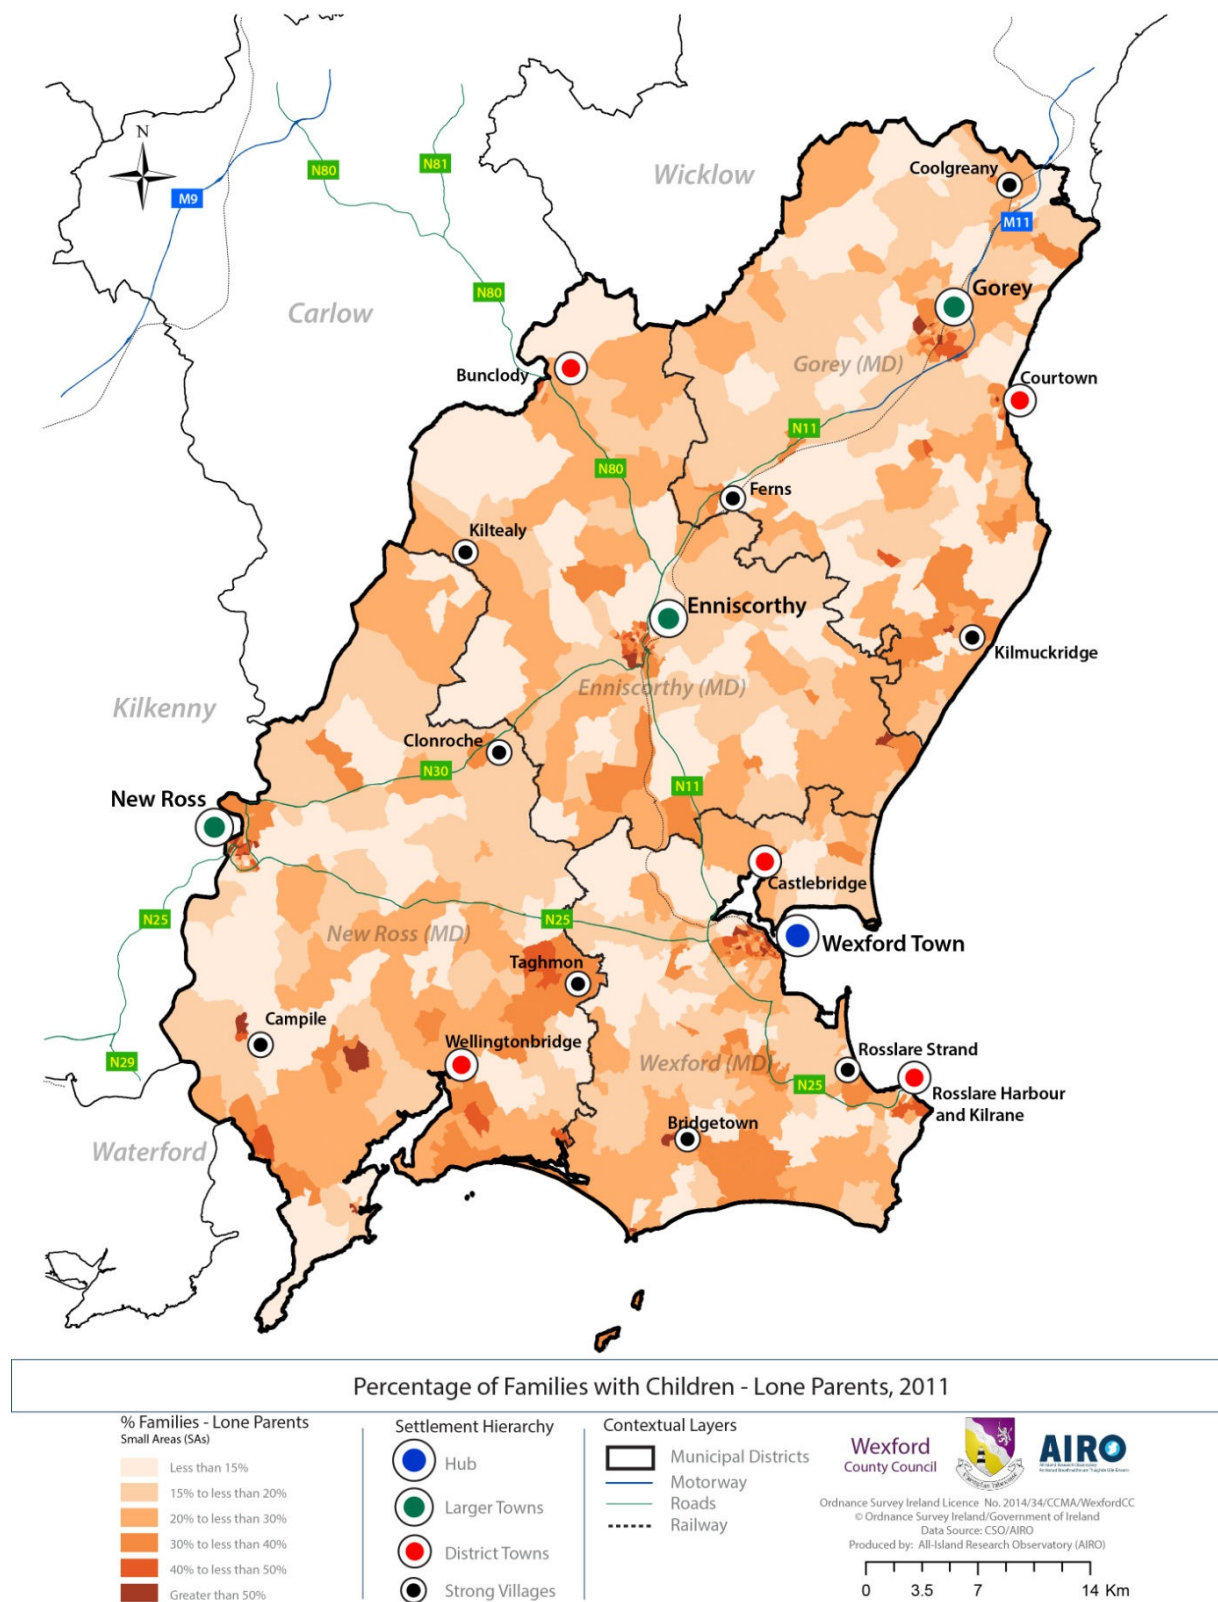 N
Wicklow
Coolgreany
N81
N80
M9
M11
Gorey
N80
Carlow
Gorey (MD)
Bunclody
Courtown
N11
N80
Ferns
Kiltealy
Enniscorthy
Kilmuckridge
Enniscorthy (MD)
Kilkenny
Clonroche
N30
N11
New Ross
Castlebridge
N25
N25
New Ross (MD)
Wexford Town
Taghmon
Campile
Wellingtonbridge
Rosslare Strand
Wexford (MD)
N29
N25
Rosslare Harbour
and Kilrane
Bridgetown
Waterford
Percentage of Families with Children - Lone Parents, 2011
% Families - Lone Parents
Small Areas (SAs)
Less than 15%
15% to less than 20%
20% to less than 30%
30% to less than 40%
40% to less than 50%
Greater than 50%
Settlement Hierarchy
Hub
Larger Towns
District Towns
Strong Villages
Contextual Layers
Municipal Districts
Motorway
Roads
Railway
Wexford
County Council
AIRO
Ordnance Survey Ireland Licence No. 2014/34/CCMA/WexfordCC
© Ordnance Survey Ireland/Government of Ireland
Data Source: CSO/AIRO
Produced by: All-Island Research Observatory (AIRO)
0 3.5 7 14 Km